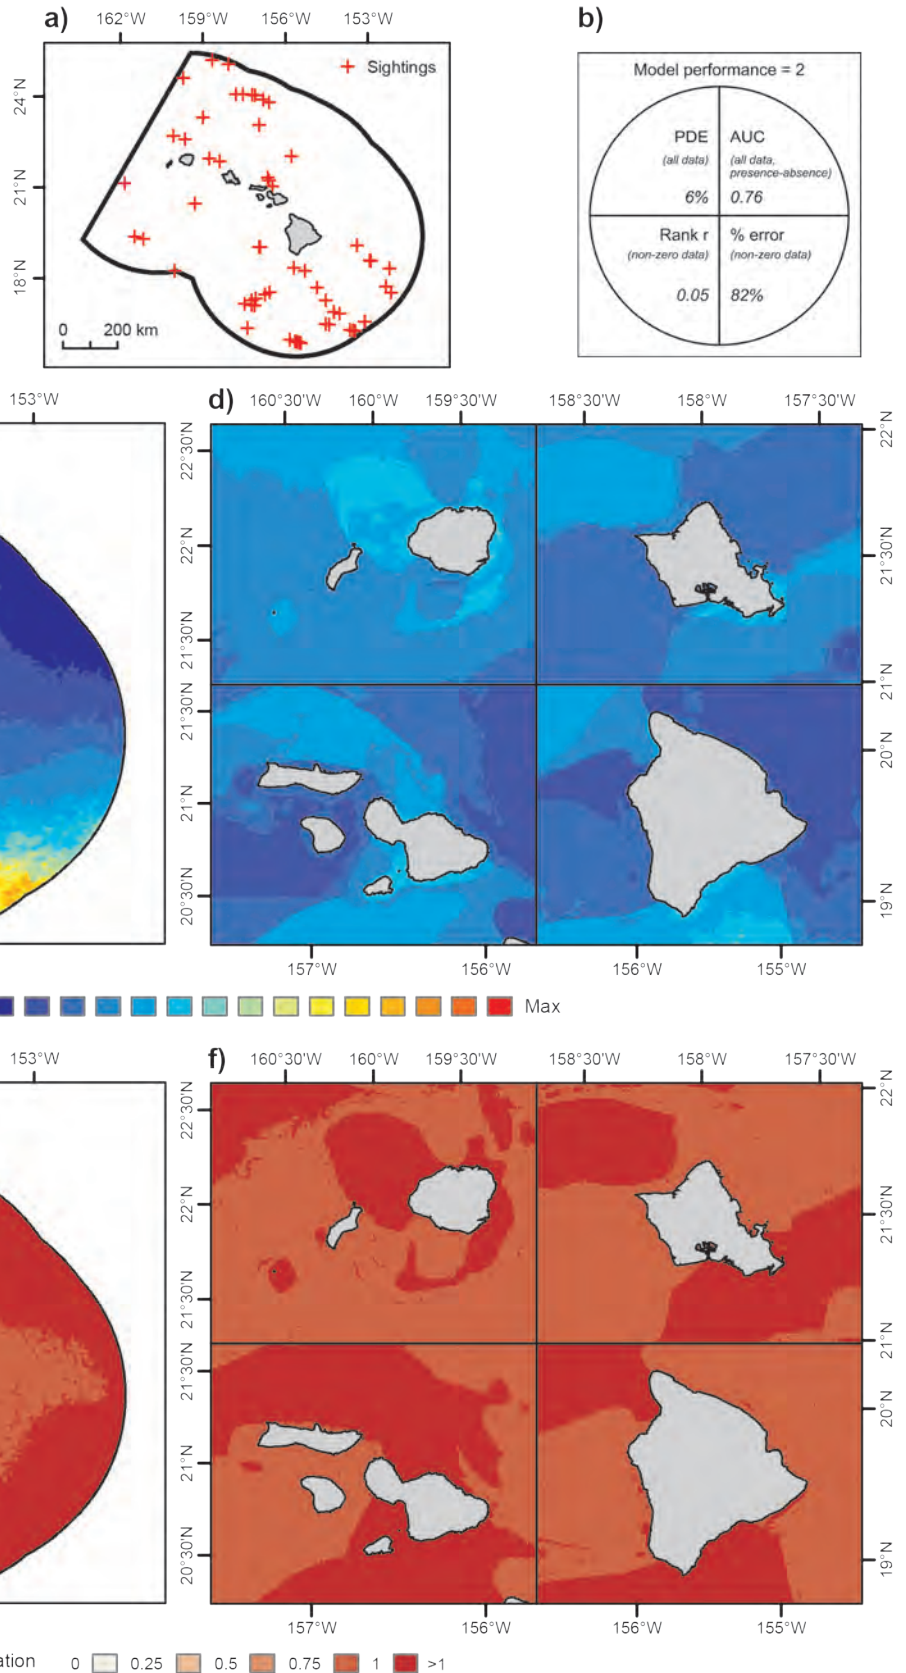 a)
162°W 159°W 156°W 153°W
24°N
21°N
18°N
Sightings
0 200 km
b)
Model performance = 2
PDE
(all data)
6%
AUC
(all data,
presence-absence)
0.76
Rank r
(non-zero data)
0.05
% error
(non-zero data)
82%
153°W
d)
160°30'W 160°W 159°30'W 158°30'W 158°W 157°30'W
22°30'N
22°N
21°30'N
21°30'N
21°N
20°30'N
22°N
21°30'N
21°N
20°N
19°N
157°W 156°W 156°W 155°W
Max
153°W
f)
160°30'W 160°W 159°30'W 158°30'W 158°W 157°30'W
22°30'N
22°N
21°30'N
21°30'N
21°N
20°30'N
22°N
21°30'N
21°N
20°N
19°N
157°W 156°W 156°W 155°W
ation 0 0.25 0.5 0.75 1 >1